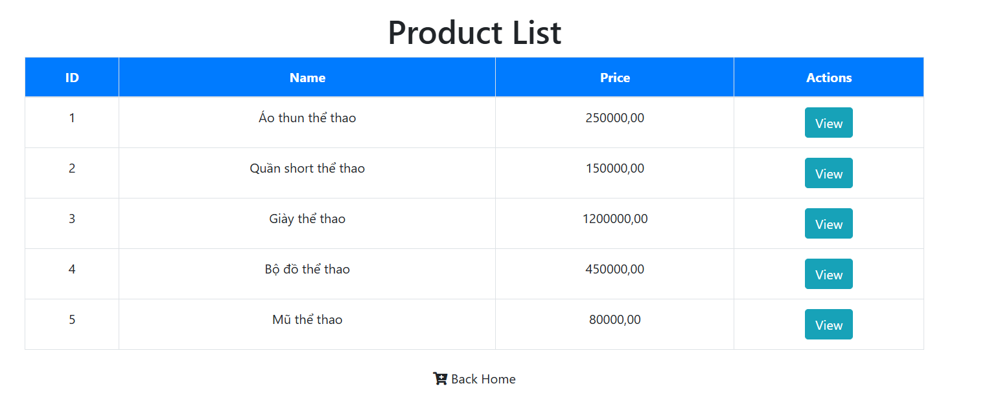 Product List
ID Name Price Actions
1 Áo thun thể thao 250000,00 View
2 Quần short thể thao 150000,00 View
3 Giày thể thao 1200000,00 View
4 Bộ đồ thể thao 450000,00 View
5 Mũ thể thao 80000,00 View
Back Home